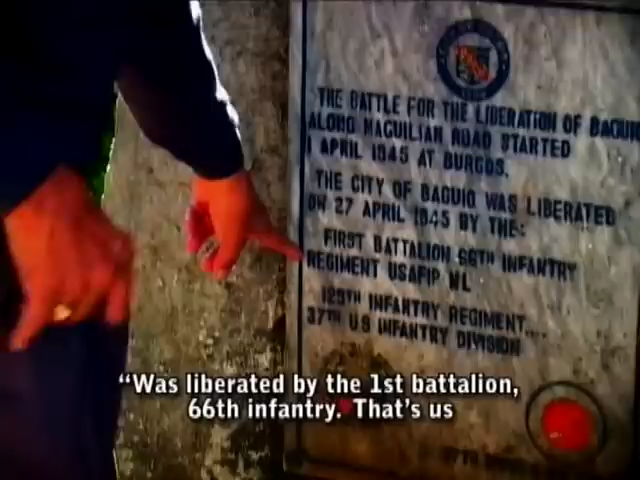 THE BATTLE FOR THE LIBERATION OF BAGUIO
ALONG NAGUILIAN ROAD STARTED
1 APRIL 1945 AT BURGOS.
THE CITY OF BAGUIO WAS LIBERATED
ON 27 APRIL 1945 BY THE:
FIRST BATTALION 66TH INFANTRY
REGIMENT USAFIP NL
129TH INFANTRY REGIMENT....
37TH U S INFANTRY DIVISION
“Was liberated by the 1st battalion,
66th infantry. That's us